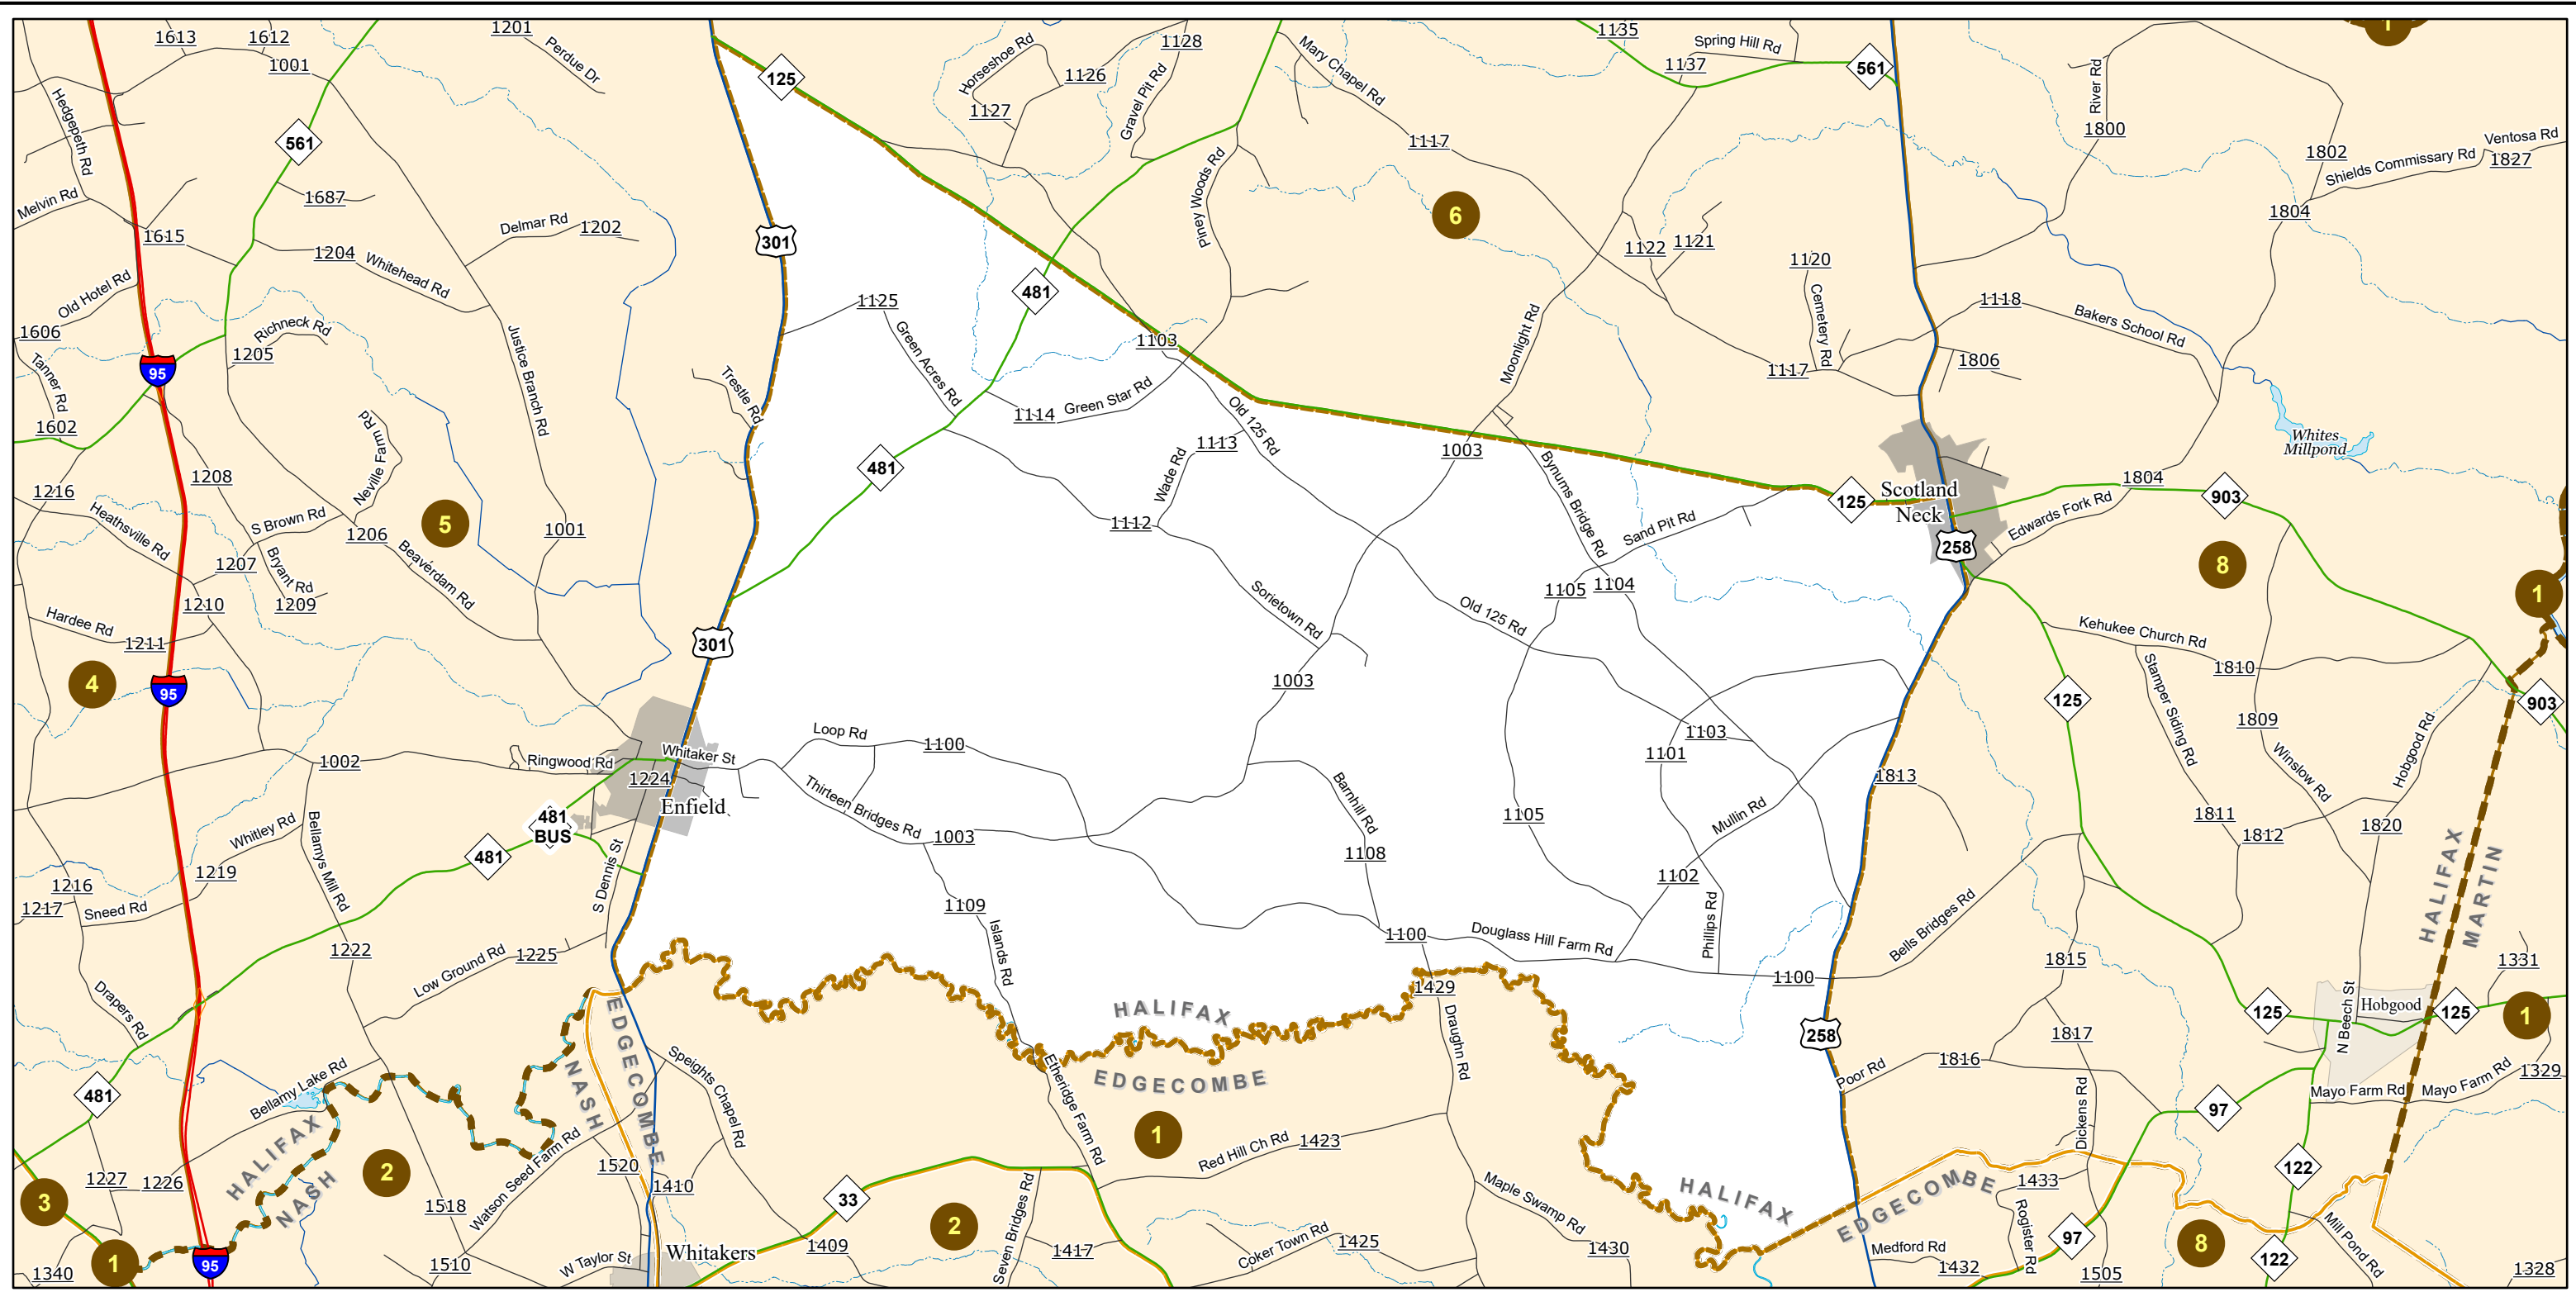 1613
1612
1001
1201
Perdue Dr
125
Horseshoe Rd
1126
1127
1128
Gravel Pit Rd
Mary Chapel Rd
1117
1135
Spring Hill Rd
1137
561
River Rd
1800
1802
Ventosa Rd
1827
Shields Commissary Rd
1804
1
Hedgepeth Rd
561
1687
Melvin Rd
1615
1204
Whitehead Rd
Delmar Rd
1202
301
Piney Woods Rd
6
1122
1121
1120
Cemetery Rd
1118
Bakers School Rd
Old Hotel Rd
1606
Richneck Rd
1205
Justice Branch Rd
1125
Green Acres Rd
481
1103
1114
Green Star Rd
Old 125 Rd
Moonlight Rd
1117
1806
Tanner Rd
95
1602
Neville Farm Rd
Trestle Rd
481
1113
Wade Rd
1112
1003
Bynums Bridge Rd
Sand Pit Rd
125
Scotland
Neck
258
1804
Edwards Fork Rd
903
Whites
Millpond
8
1
1216
1208
Heathsville Rd
S Brown Rd
1206
5
1001
1207
Bryant Rd
1209
Beaverdam Rd
1210
Hardee Rd
1211
4
95
301
Sorietown Rd
1003
Old 125 Rd
1105
1104
Kehukee Church Rd
1810
Stamper Siding Rd
125
1809
Winslow Rd
Hobgood Rd
903
1002
Ringwood Rd
Whitaker St
1224
Enfield
Loop Rd
1100
Thirteen Bridges Rd
1003
Barnhill Rd
1108
1105
1103
1101
Mullin Rd
1102
Phillips Rd
1813
1811
1812
1820
HALIFAX
MARTIN
481
BUS
481
Whitley Rd
1219
Bellamys Mill Rd
S Dennis St
1216
1217
Sneed Rd
1222
Low Ground Rd
1225
1109
Islands Rd
1100
Douglass Hill Farm Rd
1100
Bells Bridges Rd
1815
1331
Drapers Rd
481
Bellamy Lake Rd
EDGECOMBE
NASH
HALIFAX
EDGECOMBE
1429
Draughn Rd
258
Poor Rd
1816
1817
Dickens Rd
125
N Beech St
Hobgood
125
1
1329
Mayo Farm Rd
Mayo Farm Rd
97
122
Speights Chapel Rd
Etheridge Farm Rd
1
Red Hill Ch Rd
1423
HALIFAX
NASH
2
1227
1226
3
1
1518
Watson Seed Farm Rd
1520
1410
33
2
Seven Bridges Rd
1417
Coker Town Rd
1425
Maple Swamp Rd
1430
HALIFAX
EDGECOMBE
1433
Rogister Rd
97
8
122
Mill Pond Rd
1340
95
1510
W Taylor St
Whitakers
1409
Medford Rd
1432
1505
1328